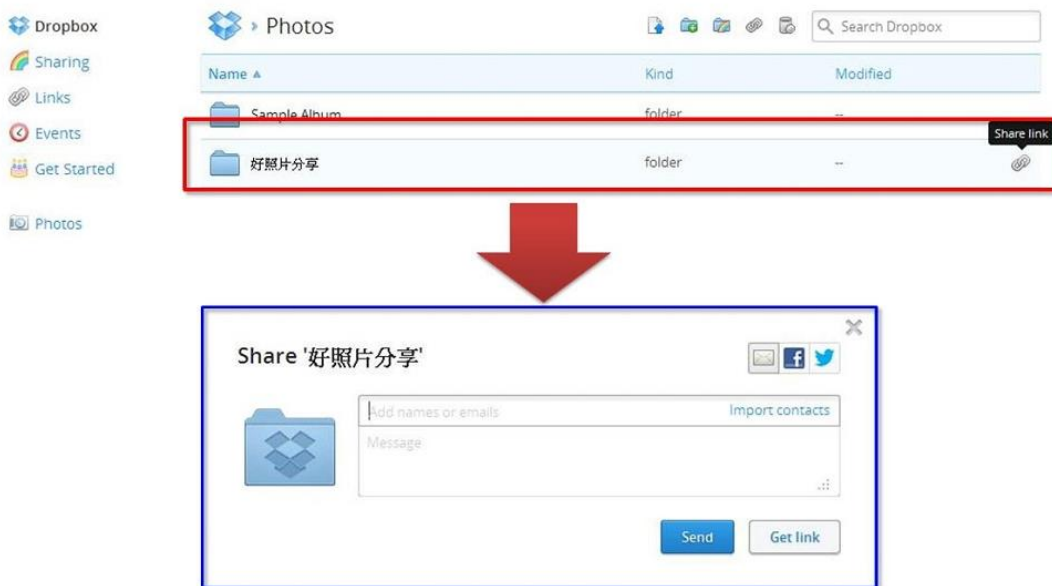 Dropbox
Sharing
Links
Events
Get Started
Photos
› Photos
Search Dropbox
Name ▲ Kind Modified
Sample Album folder --
Share link
好照片分享 folder --
Share '好照片分享'
Add names or emails Import contacts
Message
Send Get link